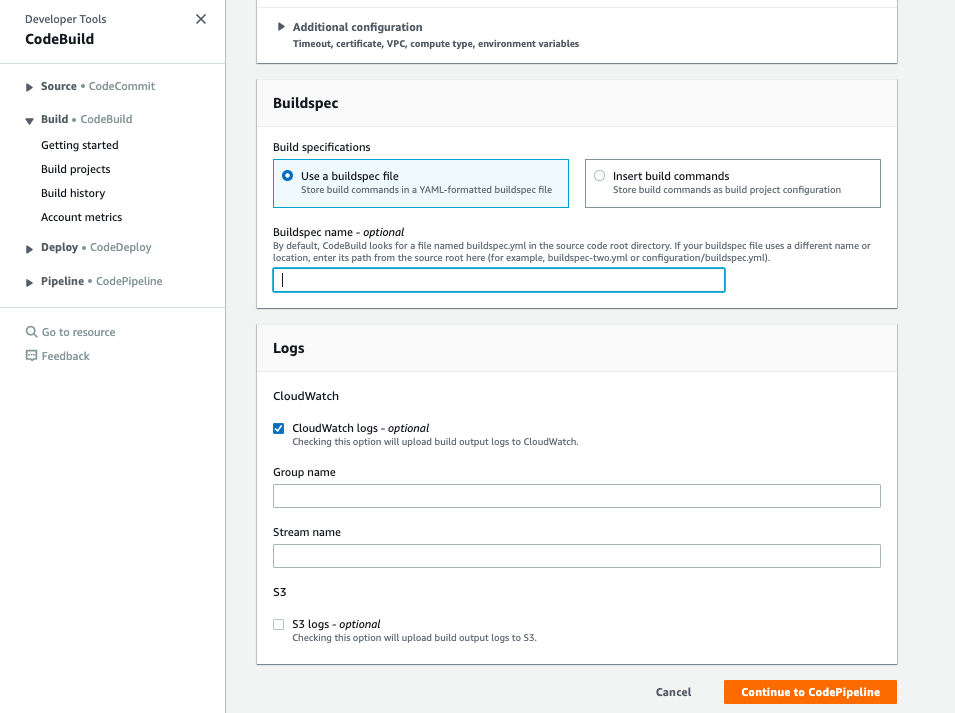 Developer Tools
CodeBuild
Source • CodeCommit
Build • CodeBuild
Getting started
Build projects
Build history
Account metrics
Deploy • CodeDeploy
Pipeline • CodePipeline
Go to resource
Feedback
Additional configuration
Timeout, certificate, VPC, compute type, environment variables
Buildspec
Build specifications
Use a buildspec file
Store build commands in a YAML-formatted buildspec file
Insert build commands
Store build commands as build project configuration
Buildspec name - optional
By default, CodeBuild looks for a file named buildspec.yml in the source code root directory. If your buildspec file uses a different name or
location, enter its path from the source root here (for example, buildspec-two.yml or configuration/buildspec.yml).
Logs
CloudWatch
CloudWatch logs - optional
Checking this option will upload build output logs to CloudWatch.
Group name
Stream name
S3
S3 logs - optional
Checking this option will upload build output logs to S3.
Cancel
Continue to CodePipeline